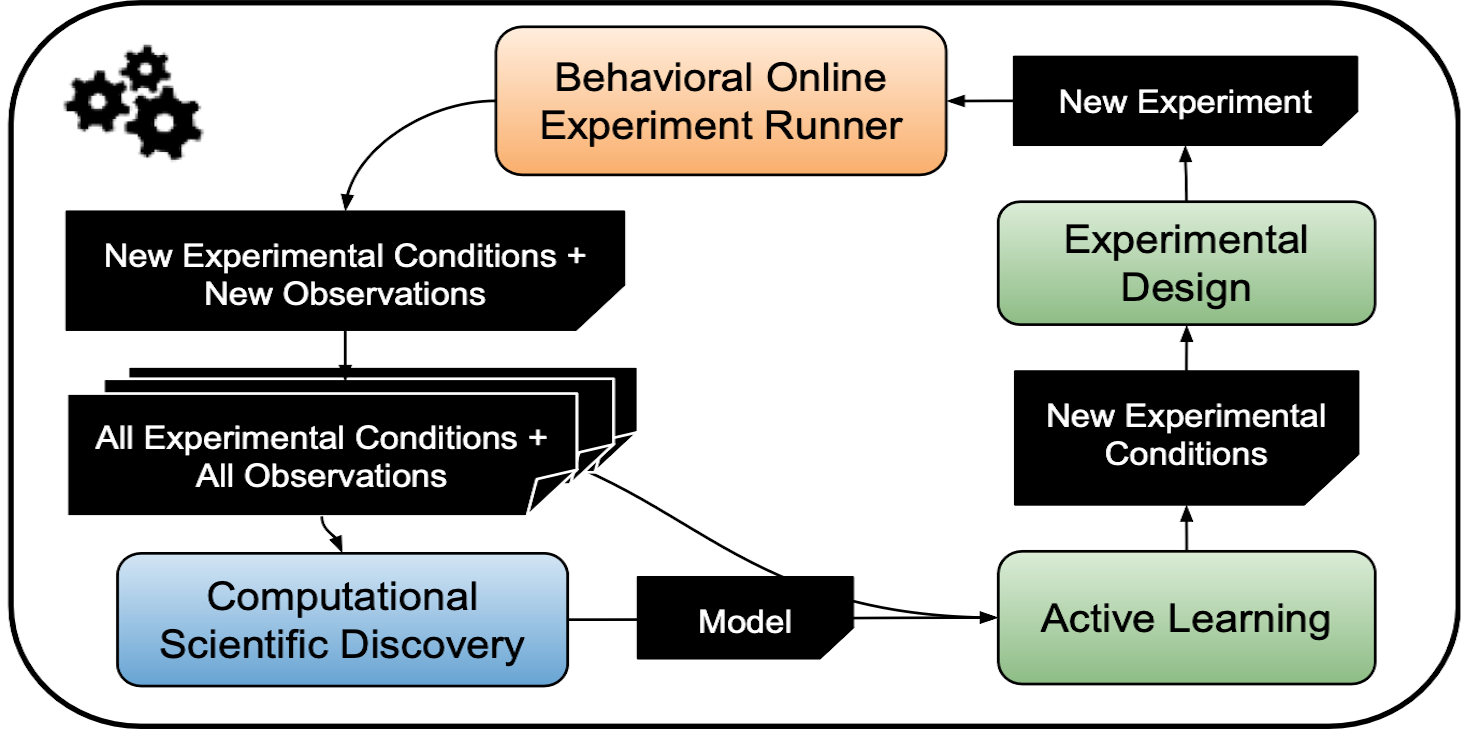 Behavioral Online
Experiment Runner
New Experiment
New Experimental Conditions +
New Observations
Experimental
Design
All Experimental Conditions +
All Observations
New Experimental
Conditions
Computational
Scientific Discovery
Model
Active Learning